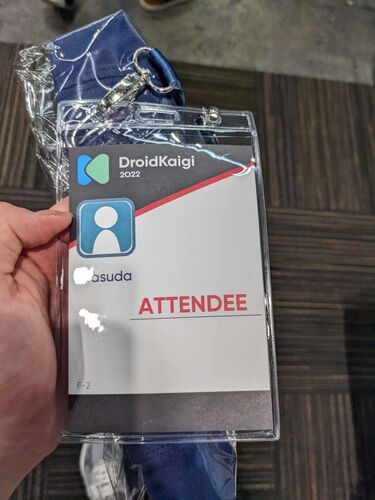 DroidKaigi
2022
asuda
ATTENDEE
F-2